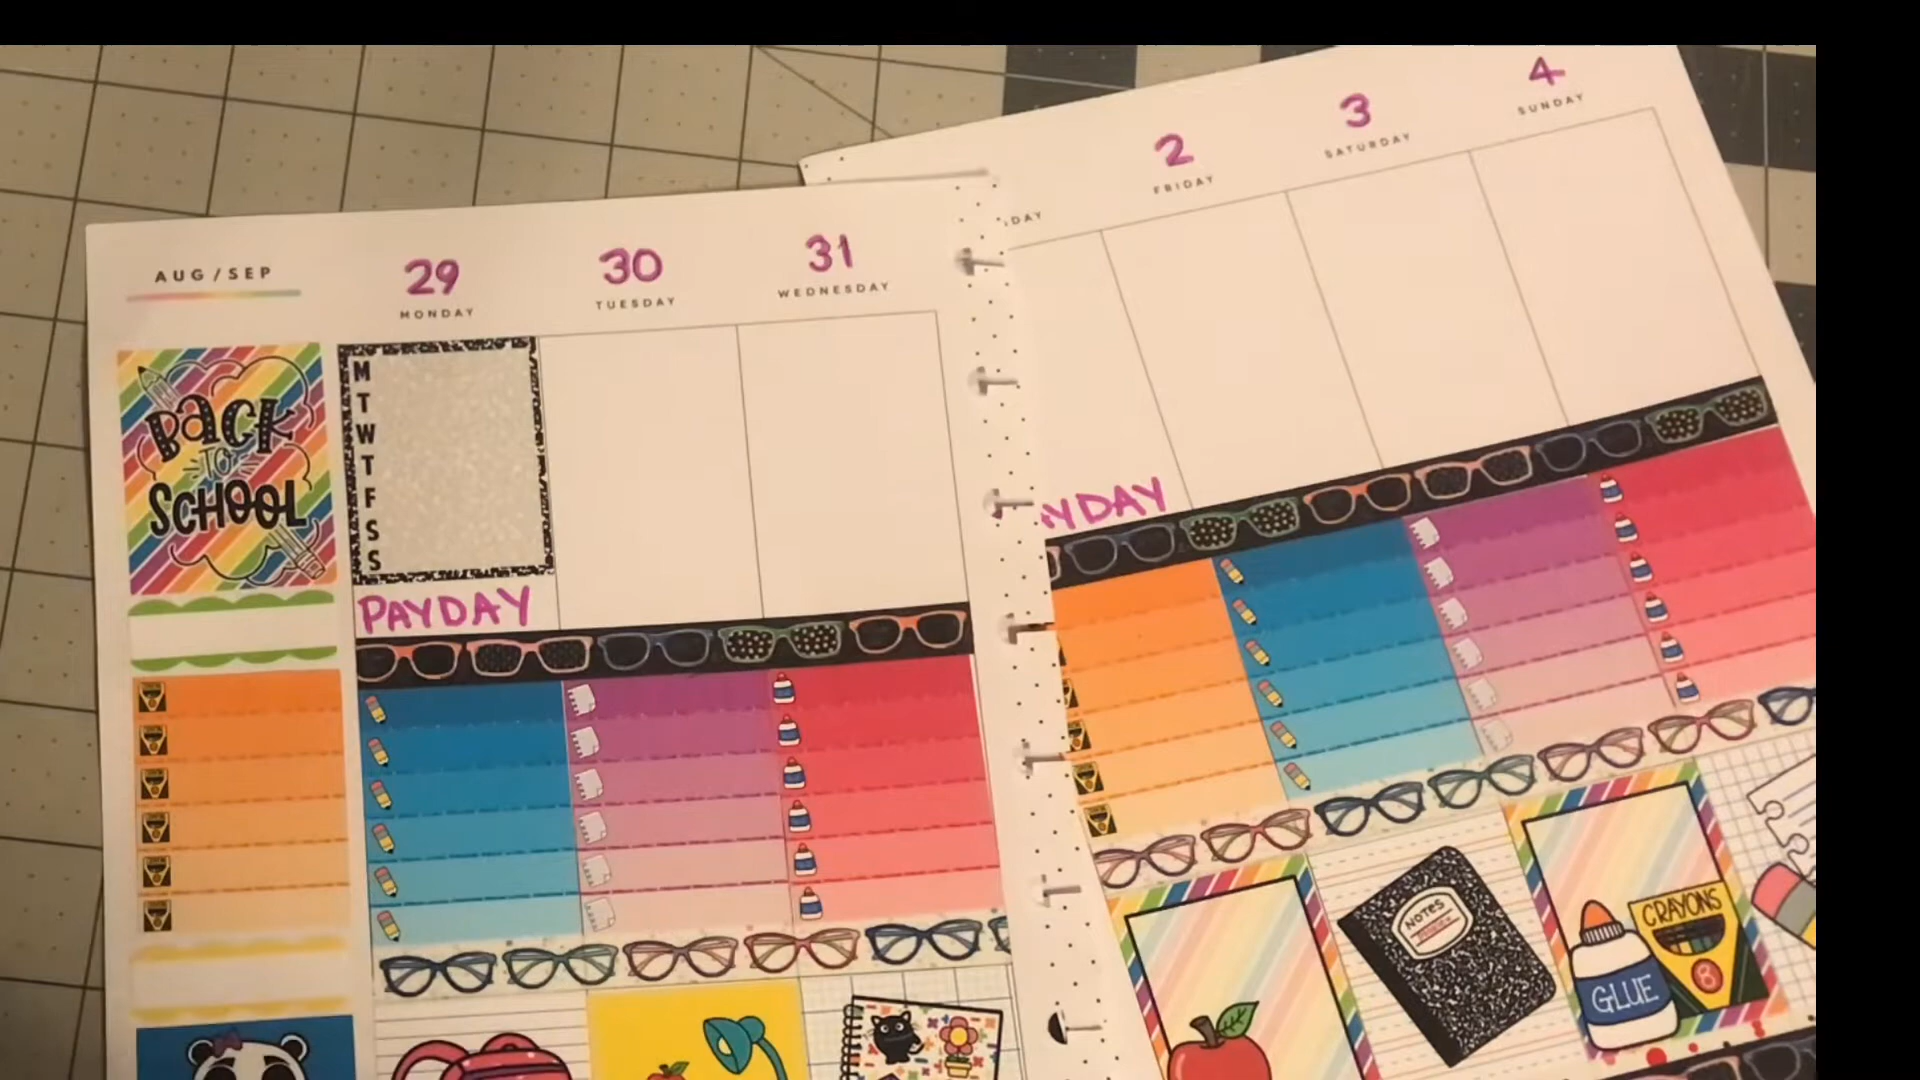 AUG/SEP
29
MONDAY
30
TUESDAY
31
WEDNESDAY
DAY
2
FRIDAY
3
SATURDAY
4
SUNDAY
BACK
TO
SCHOOL
M
T
W
T
F
S
S
PAYDAY
YDAY
NOTES
CRAYONS
8
GLUE